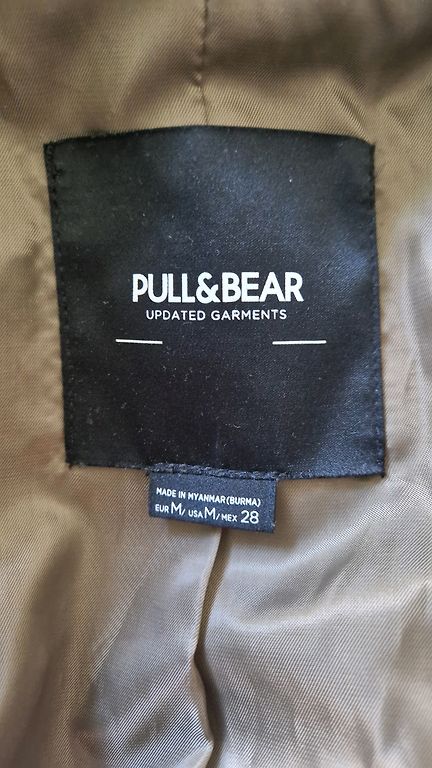 PULL&BEAR
UPDATED GARMENTS
MADE IN MYANMAR(BURMA)
EUR M/ USA M/ MEX 28